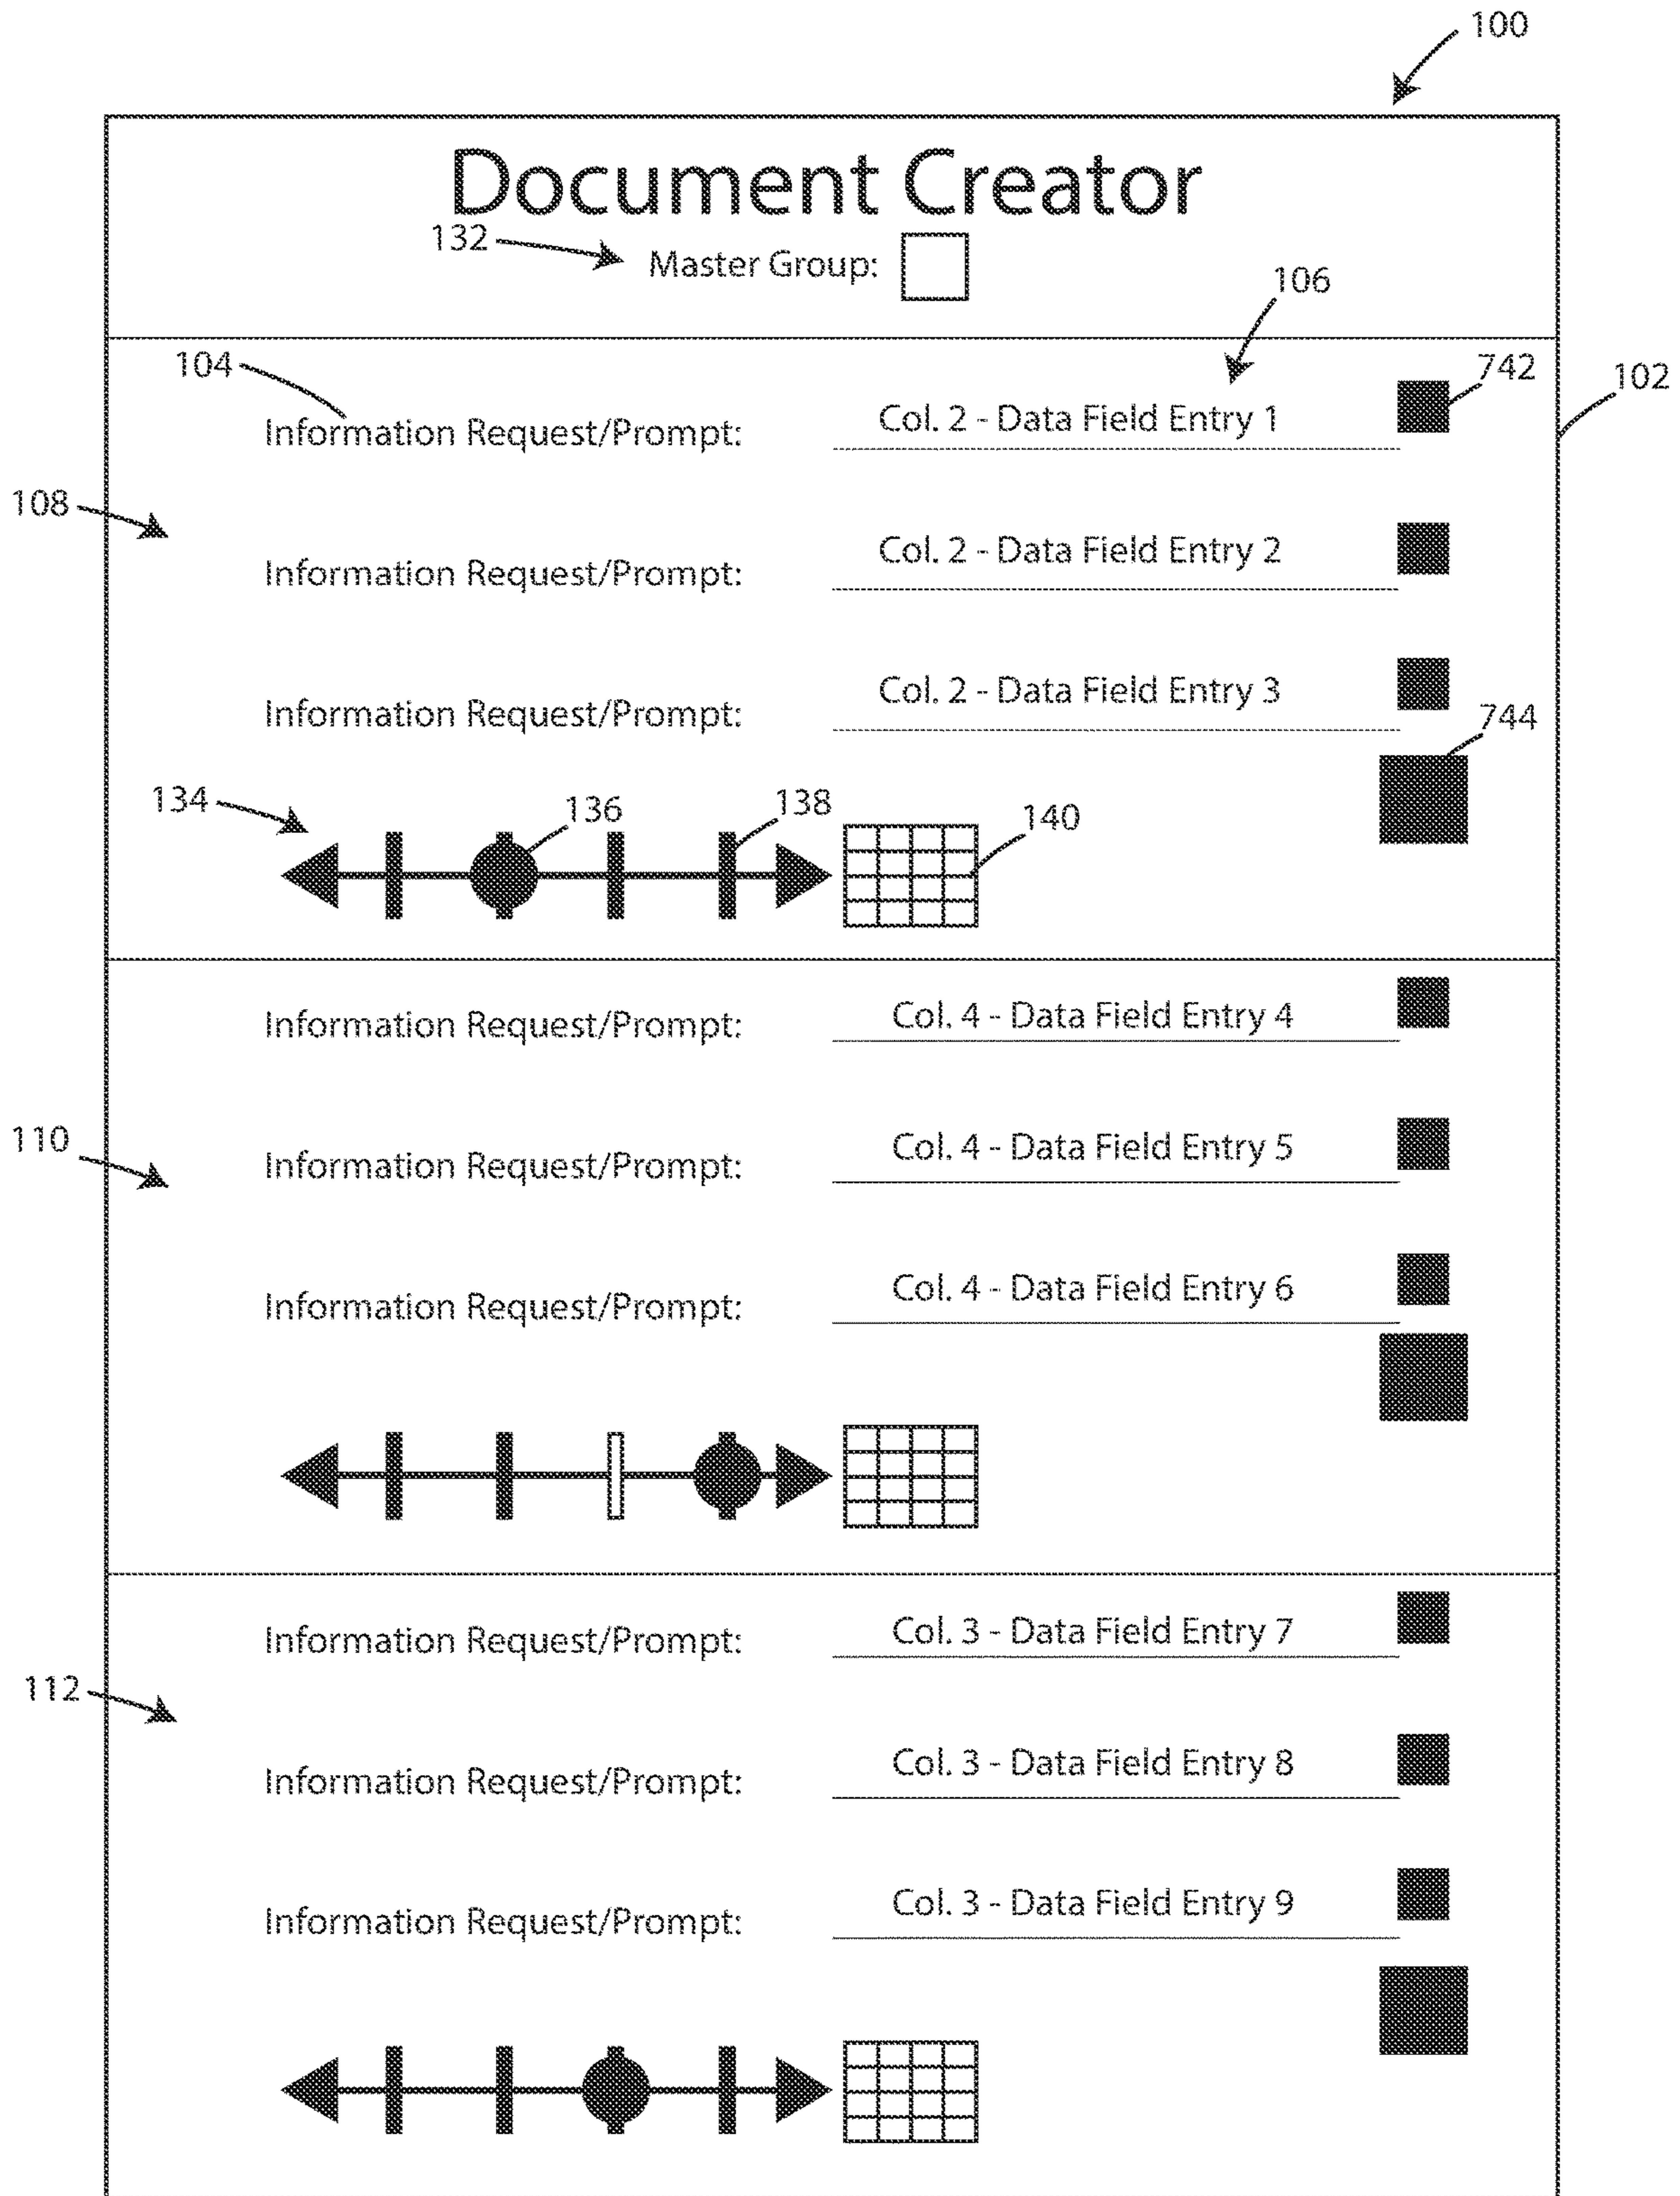 100
Document Creator
132
Master Group:
106
104
742
102
Information Request/Prompt:
Col. 2 - Data Field Entry 1
108
Information Request/Prompt:
Col. 2 - Data Field Entry 2
Information Request/Prompt:
Col. 2 - Data Field Entry 3
744
134
136
138
140
Information Request/Prompt:
Col. 4 - Data Field Entry 4
110
Information Request/Prompt:
Col. 4 - Data Field Entry 5
Information Request/Prompt:
Col. 4 - Data Field Entry 6
Information Request/Prompt:
Col. 3 - Data Field Entry 7
112
Information Request/Prompt:
Col. 3 - Data Field Entry 8
Information Request/Prompt:
Col. 3 - Data Field Entry 9